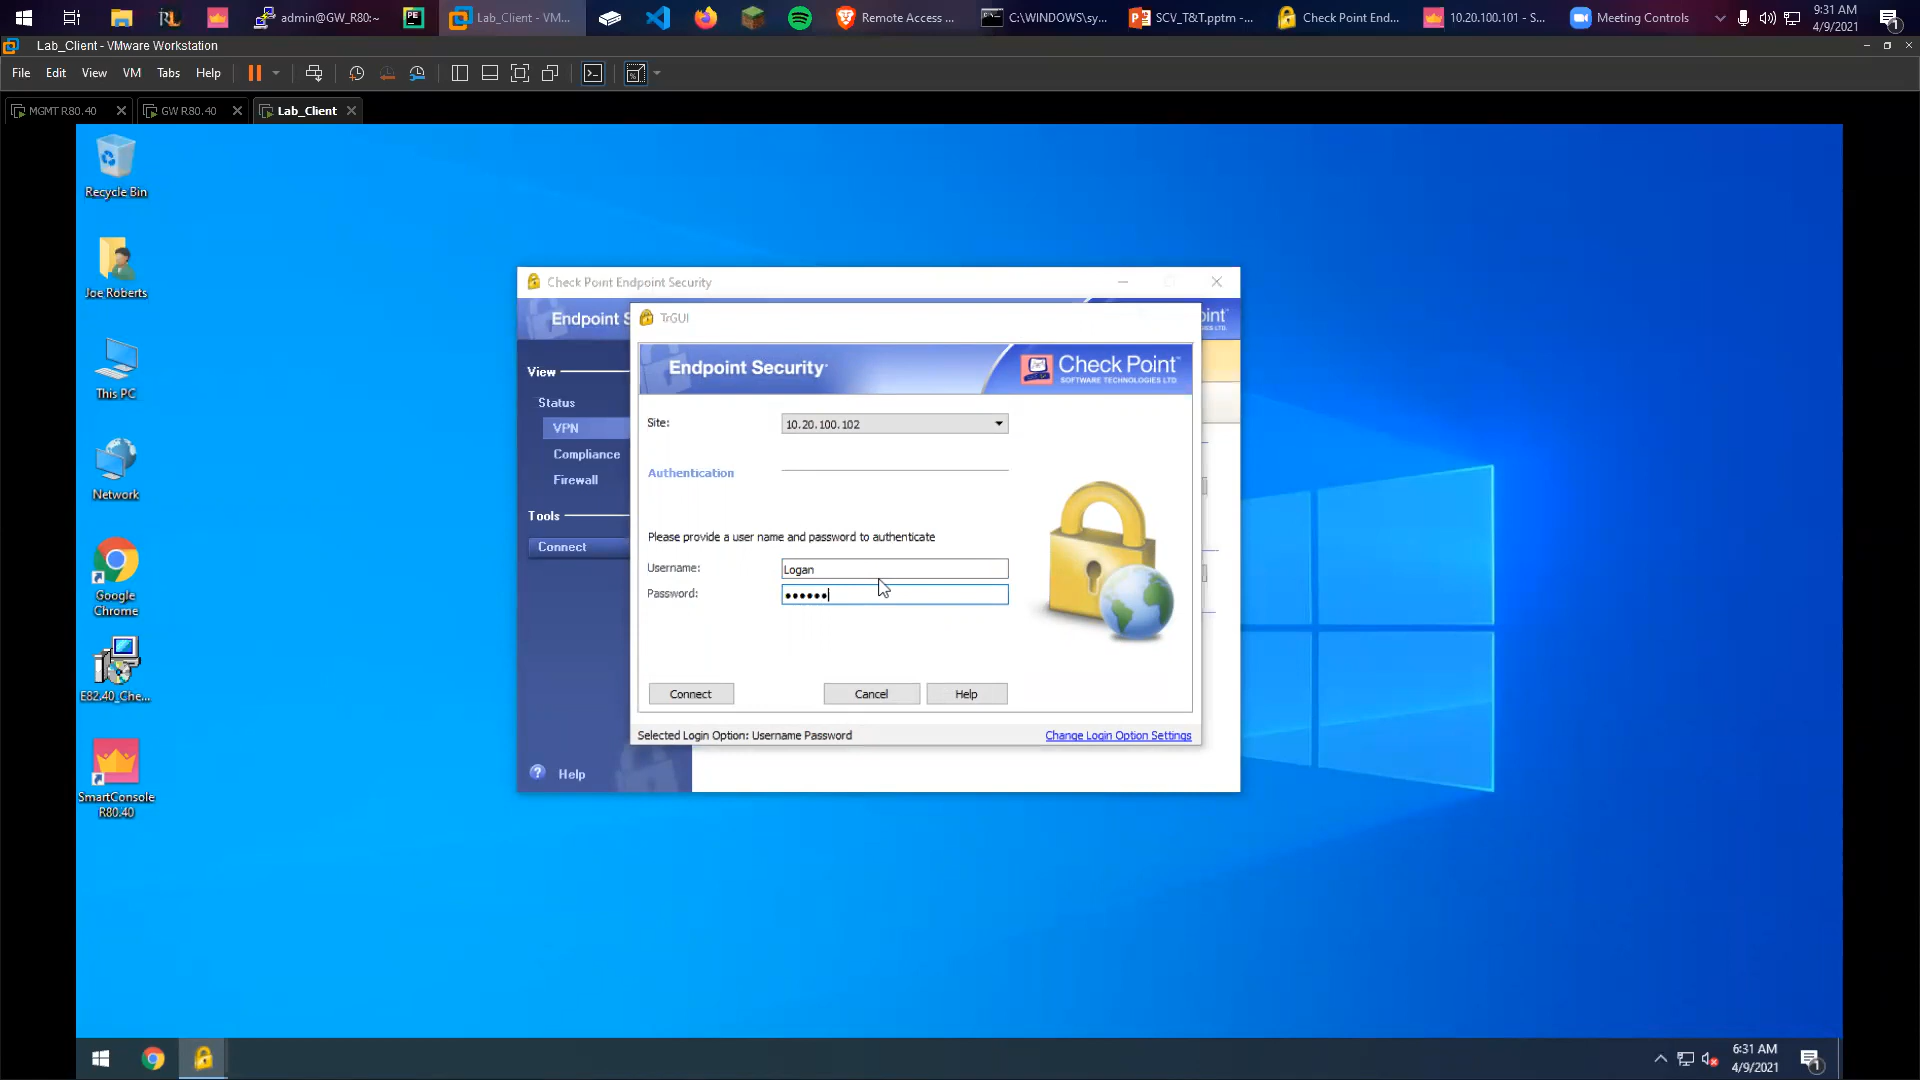 admin@GW_R80:~
Lab_Client - VM...
Remote Access ...
C:\WINDOWS\sy...
SCV_T&T.pptm -...
Check Point End...
10.20.100.101 - S...
Meeting Controls
9:31 AM
4/9/2021
1
Lab_Client - VMware Workstation
File Edit View VM Tabs Help
MGMT R80.40
GW R80.40
Lab_Client
Recycle Bin
Joe Roberts
This PC
Network
Google
Chrome
E82.40_Che...
SmartConsole
R80.40
Check Point Endpoint Security
Endpoint S
View
Status
VPN
Compliance
Firewall
Tools
Connect
Help
TrGUI
Endpoint Security
Check Point
SOFTWARE TECHNOLOGIES LTD.
Site:
10.20.100.102
Authentication
Please provide a user name and password to authenticate
Username:
Logan
Password:
••••••
Connect
Cancel
Help
Selected Login Option: Username Password
Change Login Option Settings
6:31 AM
4/9/2021
1